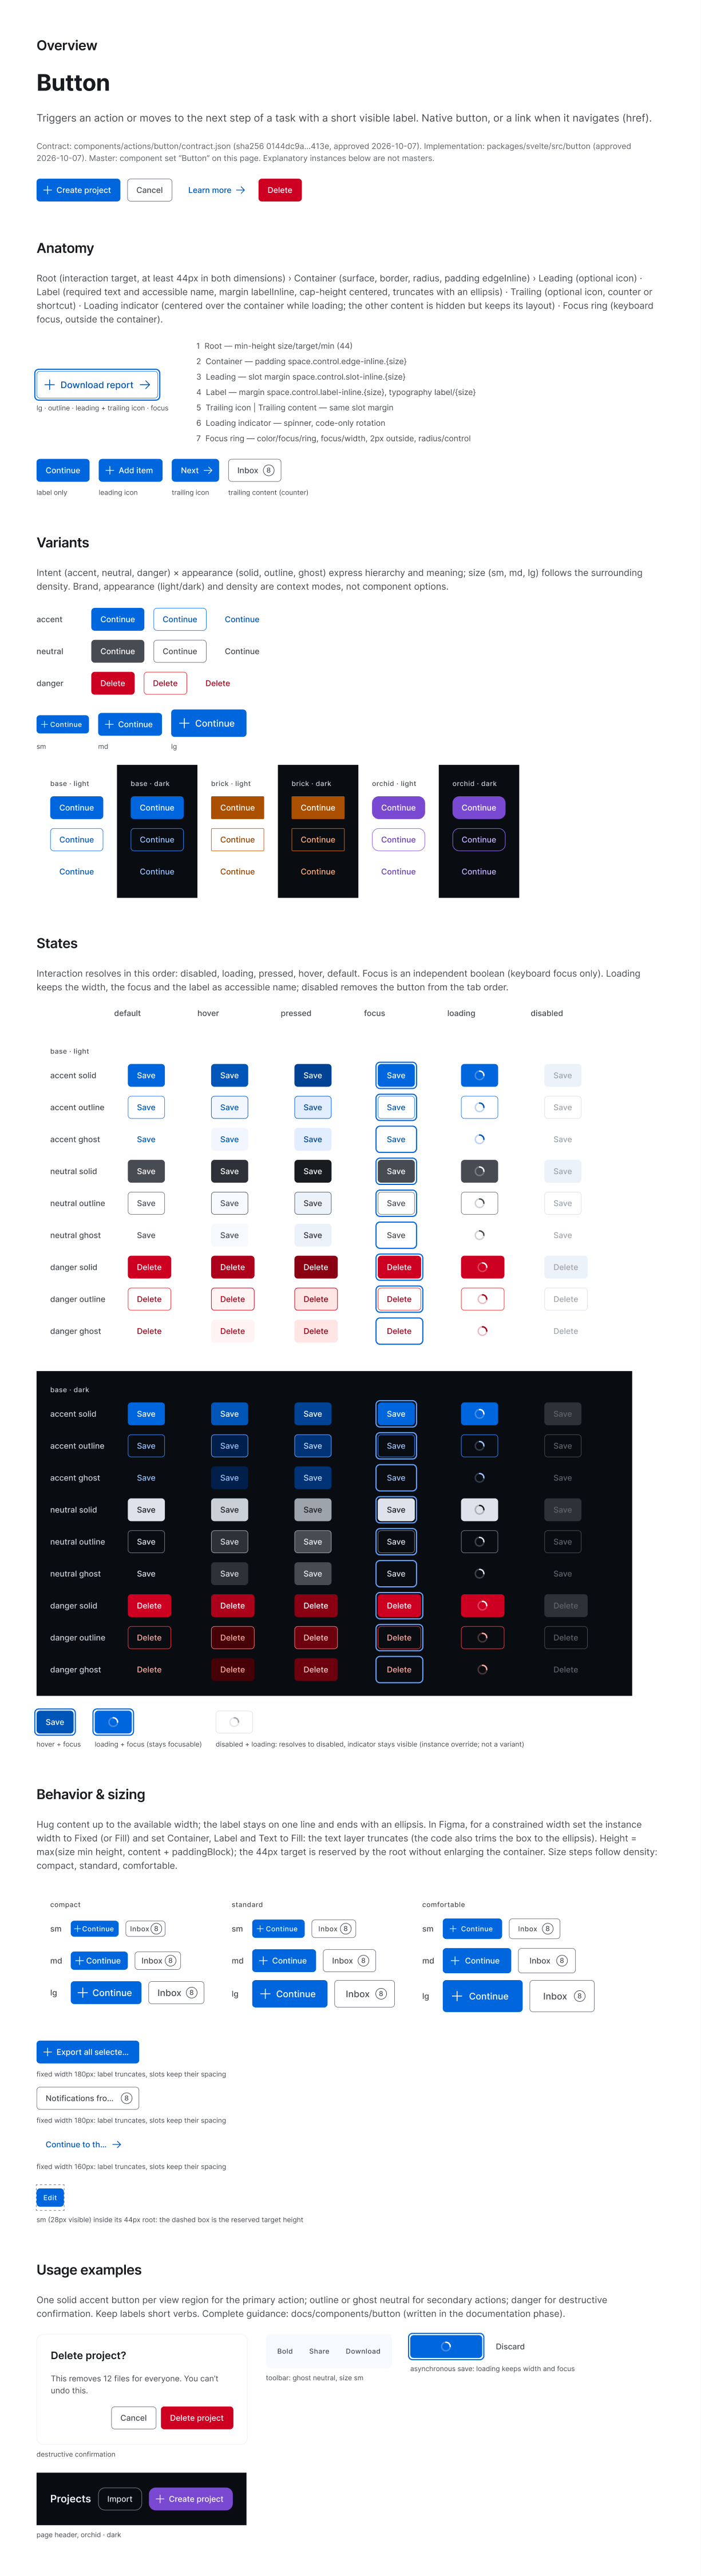 Overview
Button
Triggers an action or moves to the next step of a task with a short visible label. Native button, or a link when it navigates (href).
Contract: components/actions/button/contract.json (sha256 0144dc9a…413e, approved 2026-10-07). Implementation: packages/svelte/src/button (approved
2026-10-07). Master: component set “Button” on this page. Explanatory instances below are not masters.
Create project Cancel Learn more Delete
Anatomy
Root (interaction target, at least 44px in both dimensions) › Container (surface, border, radius, padding edgeInline) › Leading (optional icon) ·
Label (required text and accessible name, margin labelInline, cap-height centered, truncates with an ellipsis) · Trailing (optional icon, counter or
shortcut) · Loading indicator (centered over the container while loading; the other content is hidden but keeps its layout) · Focus ring (keyboard
focus, outside the container).
Download report
lg · outline · leading + trailing icon · focus
1 Root — min-height size/target/min (44)
2 Container — padding space.control.edge-inline.{size}
3 Leading — slot margin space.control.slot-inline.{size}
4 Label — margin space.control.label-inline.{size}, typography label/{size}
5 Trailing icon | Trailing content — same slot margin
6 Loading indicator — spinner, code-only rotation
7 Focus ring — color/focus/ring, focus/width, 2px outside, radius/control
Continue Add item Next Inbox 8
label only leading icon trailing icon trailing content (counter)
Variants
Intent (accent, neutral, danger) × appearance (solid, outline, ghost) express hierarchy and meaning; size (sm, md, lg) follows the surrounding
density. Brand, appearance (light/dark) and density are context modes, not component options.
accent Continue Continue Continue
neutral Continue Continue Continue
danger Delete Delete Delete
Continue Continue Continue
sm md lg
base · light base · dark brick · light brick · dark orchid · light orchid · dark
Continue Continue Continue Continue Continue Continue
Continue Continue Continue Continue Continue Continue
Continue Continue Continue Continue Continue Continue
States
Interaction resolves in this order: disabled, loading, pressed, hover, default. Focus is an independent boolean (keyboard focus only). Loading
keeps the width, the focus and the label as accessible name; disabled removes the button from the tab order.
default hover pressed focus loading disabled
base · light
accent solid Save Save Save Save Save
accent outline Save Save Save Save Save
accent ghost Save Save Save Save Save
neutral solid Save Save Save Save Save
neutral outline Save Save Save Save Save
neutral ghost Save Save Save Save Save
danger solid Delete Delete Delete Delete Delete
danger outline Delete Delete Delete Delete Delete
danger ghost Delete Delete Delete Delete Delete
base · dark
accent solid Save Save Save Save Save
accent outline Save Save Save Save Save
accent ghost Save Save Save Save Save
neutral solid Save Save Save Save Save
neutral outline Save Save Save Save Save
neutral ghost Save Save Save Save Save
danger solid Delete Delete Delete Delete Delete
danger outline Delete Delete Delete Delete Delete
danger ghost Delete Delete Delete Delete Delete
Save
hover + focus loading + focus (stays focusable) disabled + loading: resolves to disabled, indicator stays visible (instance override; not a variant)
Behavior & sizing
Hug content up to the available width; the label stays on one line and ends with an ellipsis. In Figma, for a constrained width set the instance
width to Fixed (or Fill) and set Container, Label and Text to Fill: the text layer truncates (the code also trims the box to the ellipsis). Height =
max(size min height, content + paddingBlock); the 44px target is reserved by the root without enlarging the container. Size steps follow density:
compact, standard, comfortable.
compact standard comfortable
sm Continue Inbox 8 sm Continue Inbox 8 sm Continue Inbox 8
md Continue Inbox 8 md Continue Inbox 8 md Continue Inbox 8
lg Continue Inbox 8 lg Continue Inbox 8 lg Continue Inbox 8
Export all selecte…
fixed width 180px: label truncates, slots keep their spacing
Notifications fro… 8
fixed width 180px: label truncates, slots keep their spacing
Continue to th…
fixed width 160px: label truncates, slots keep their spacing
Edit
sm (28px visible) inside its 44px root: the dashed box is the reserved target height
Usage examples
One solid accent button per view region for the primary action; outline or ghost neutral for secondary actions; danger for destructive
confirmation. Keep labels short verbs. Complete guidance: docs/components/button (written in the documentation phase).
Delete project?
This removes 12 files for everyone. You can’t
undo this.
Cancel Delete project
destructive confirmation
Bold Share Download
toolbar: ghost neutral, size sm
Discard
asynchronous save: loading keeps width and focus
Projects Import Create project
page header, orchid · dark